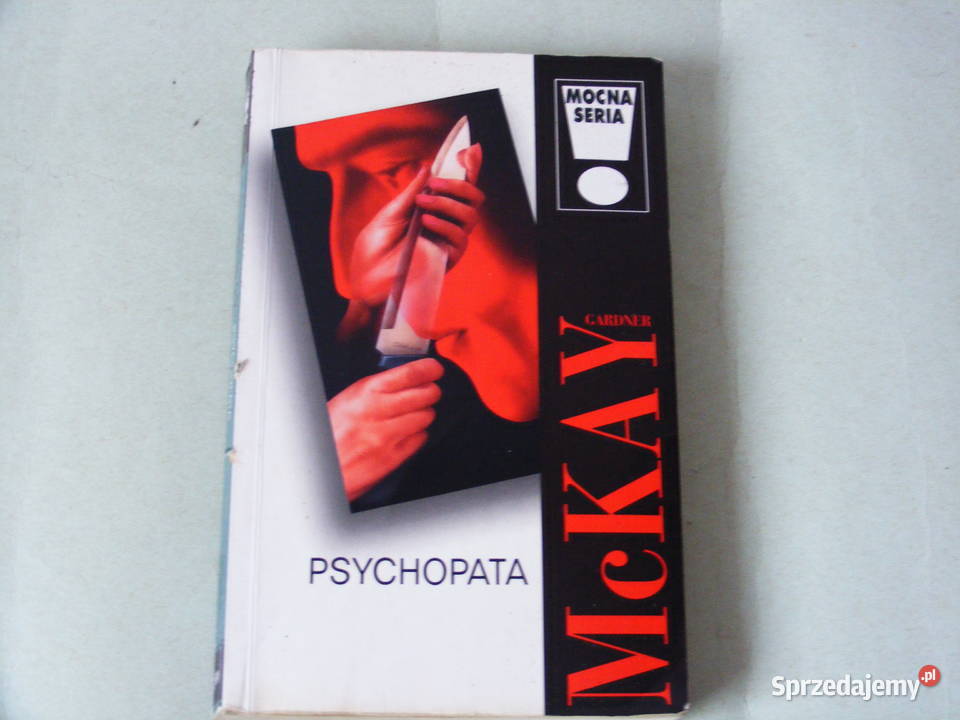 MOCNA
SERIA
GARDNER
McKAY
PSYCHOPATA
Sprzedajemy.pl